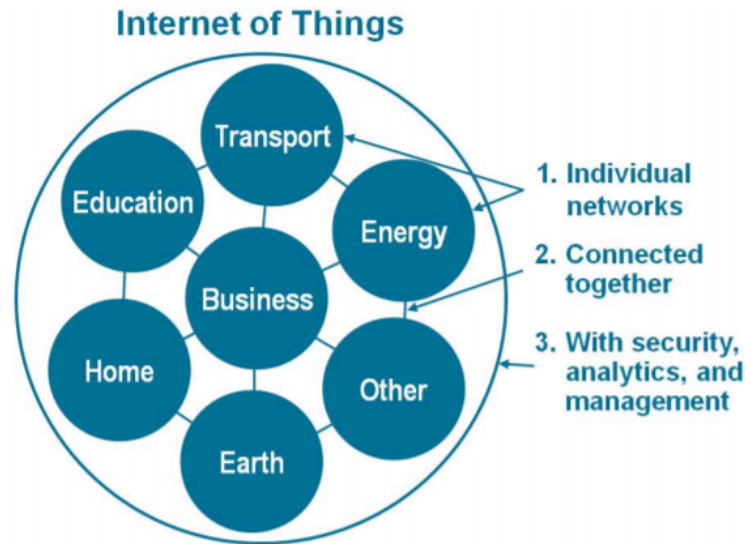 Internet of Things
Transport
Education
Energy
Business
Home
Other
Earth
1. Individual
networks
2. Connected
together
3. With security,
analytics, and
management